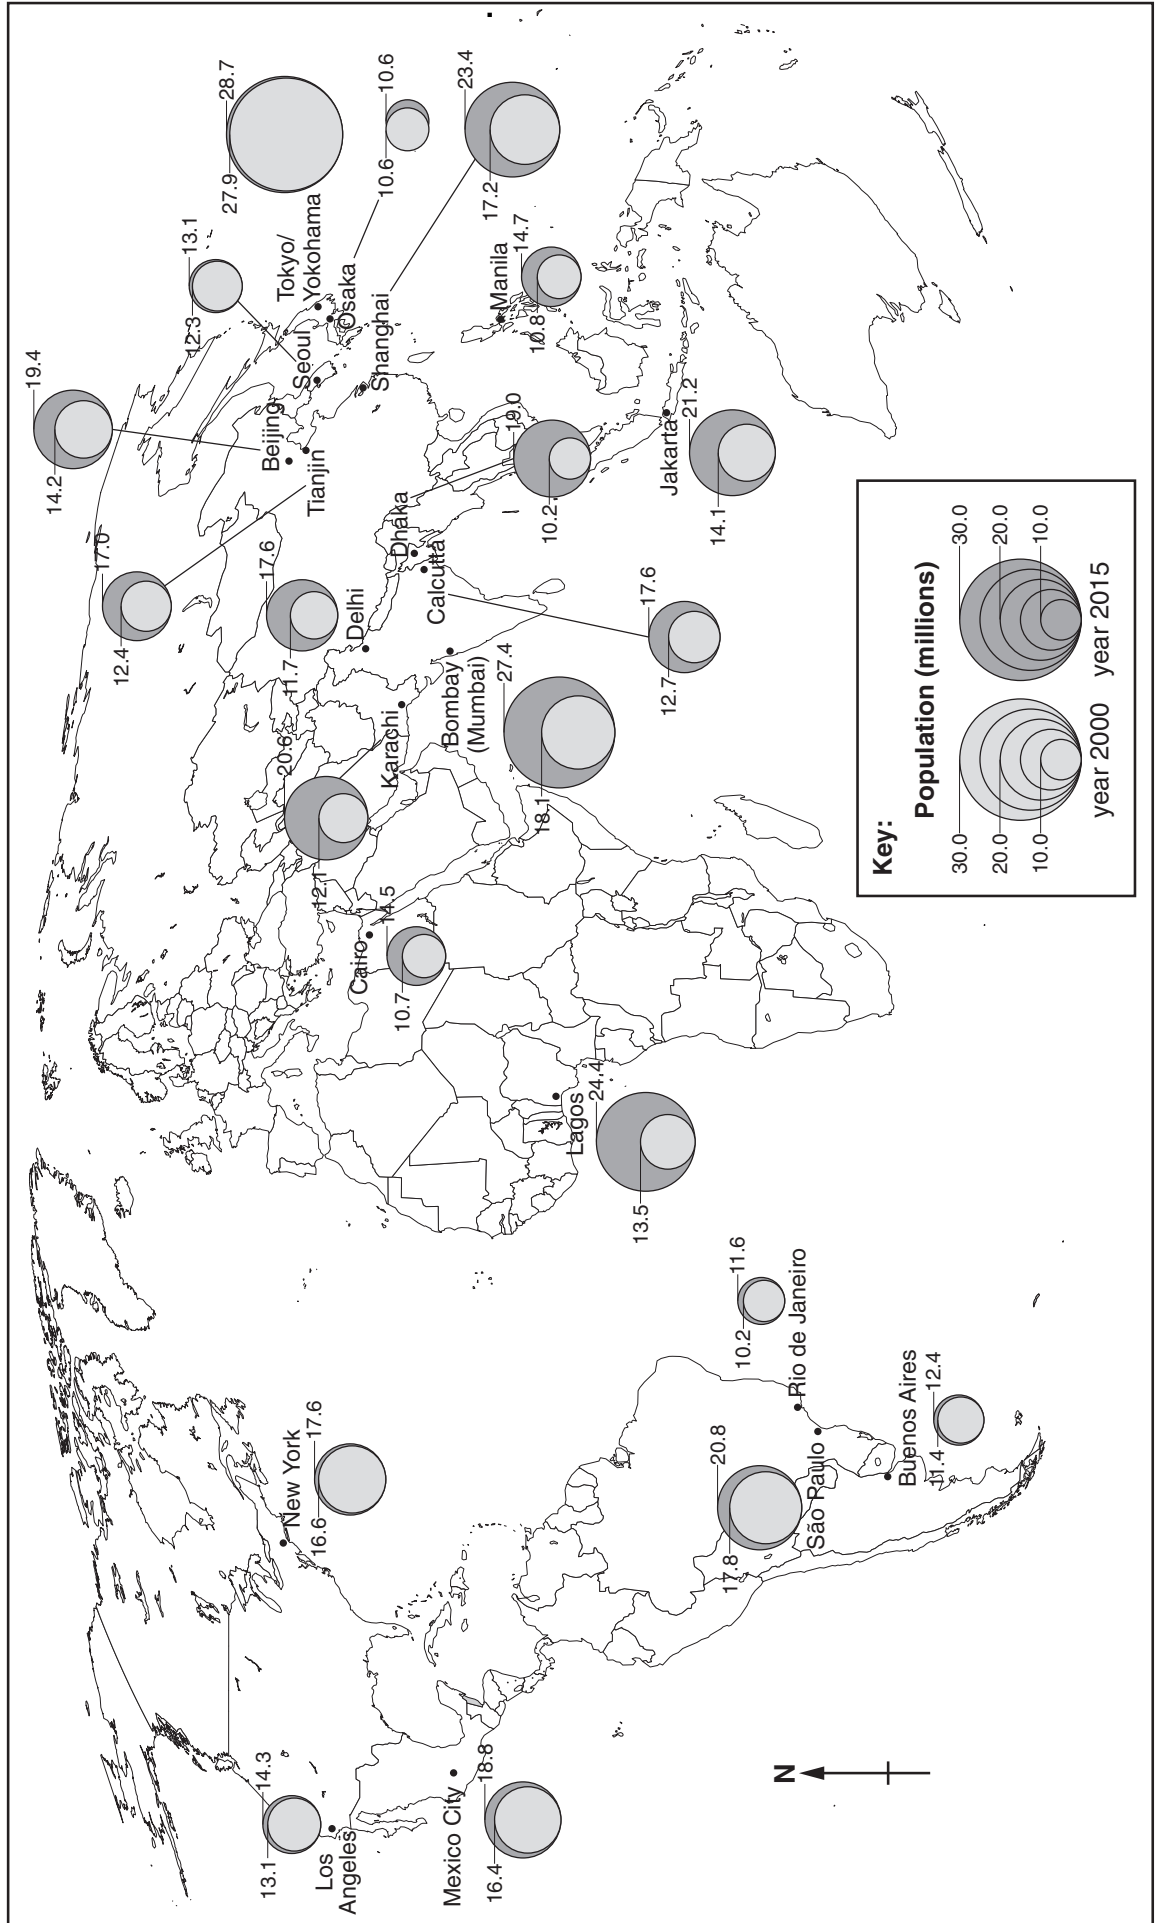 13.1
14.3
Los
Angeles
Mexico City
16.4
18.8
New York
16.6
17.6
17.8
20.8
São Paulo
10.2
11.6
Rio de Janeiro
Buenos Aires
11.4
12.4
Lagos
13.5
24.4
Cairo
10.7
14.5
12.1
20.6
Karachi
Bombay
(Mumbai)
18.1
27.4
Delhi
11.7
17.6
Calcutta
12.7
17.6
Dhaka
10.2
19.0
12.4
17.0
Tianjin
Beijing
14.2
19.4
Seoul
12.3
13.1
Tokyo/
Yokohama
27.9
28.7
Osaka
10.6
10.6
Shanghai
17.2
23.4
Manila
10.8
14.7
Jakarta
14.1
21.2
N
Key:
Population (millions)
30.0
30.0
20.0
20.0
10.0
10.0
year 2000
year 2015